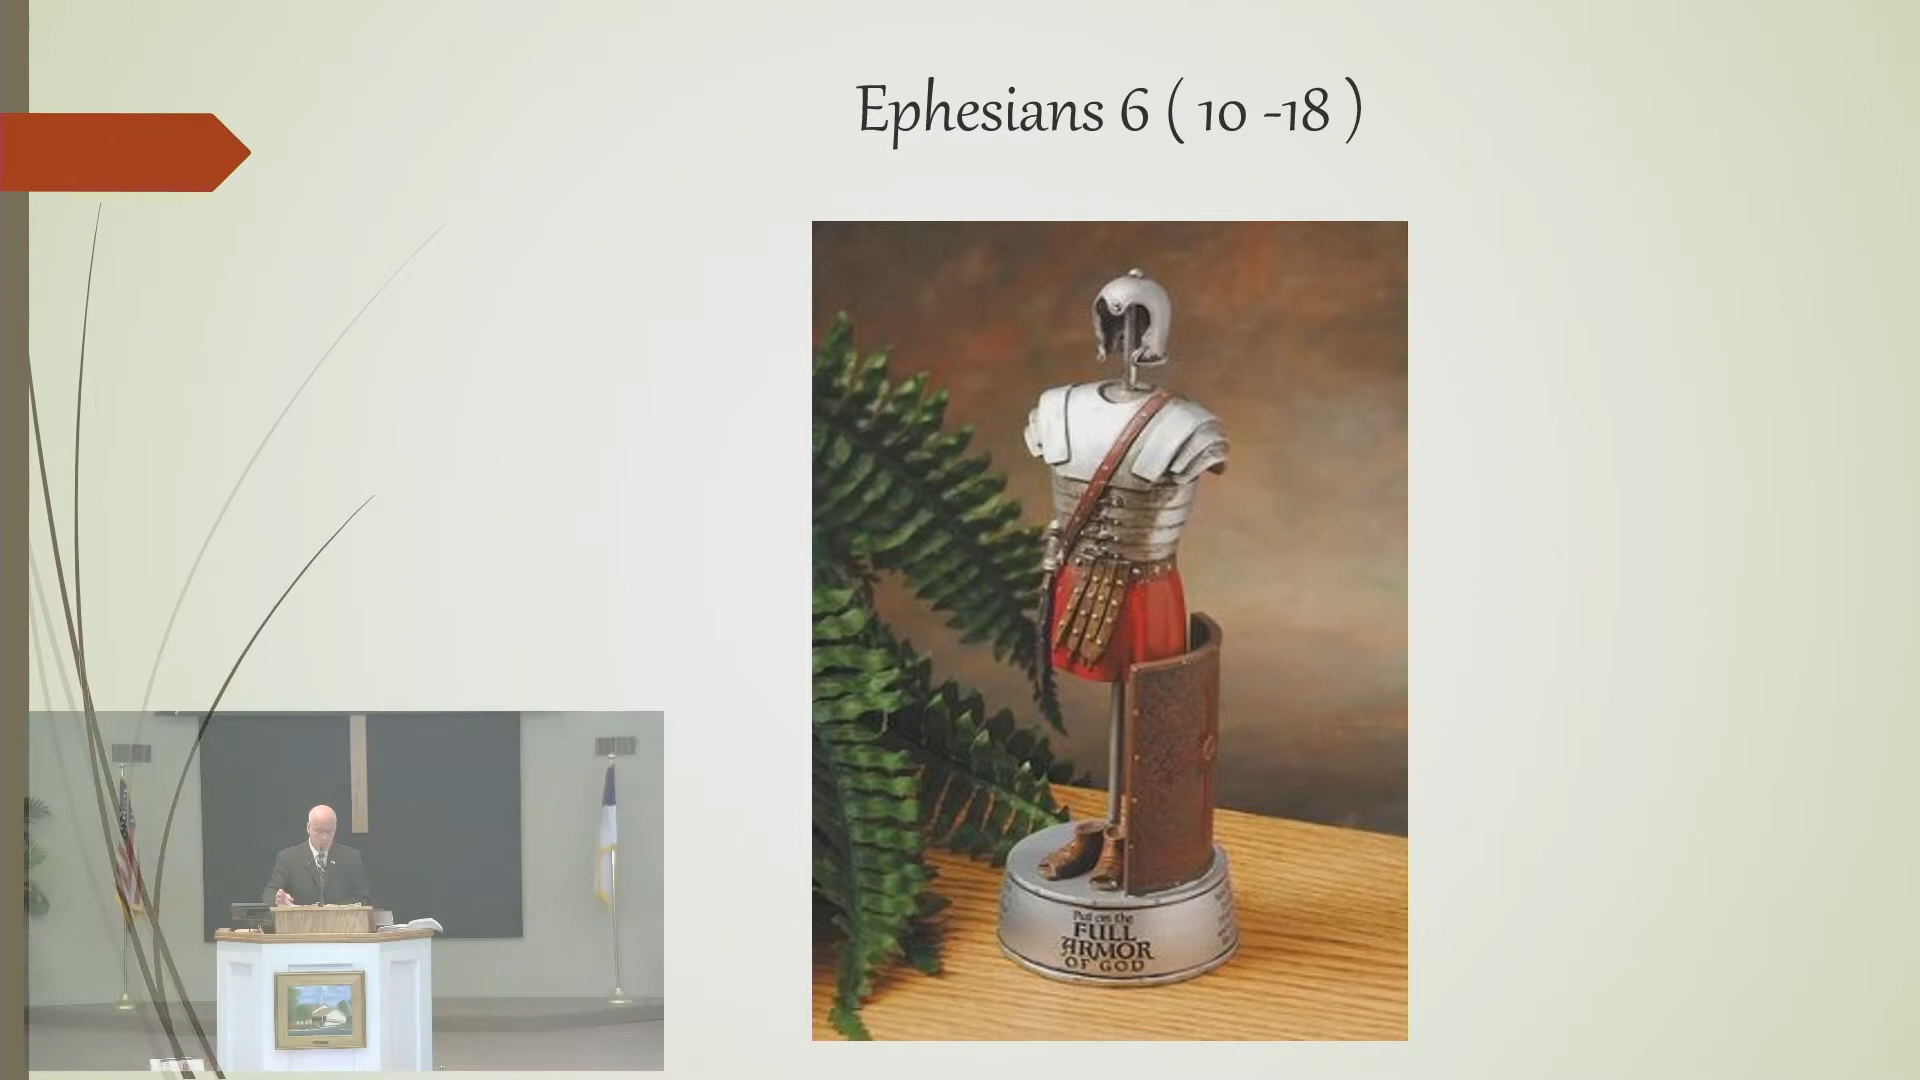 Ephesians 6 ( 10 -18 )
Put on the
FULL
ARMOR
OF GOD